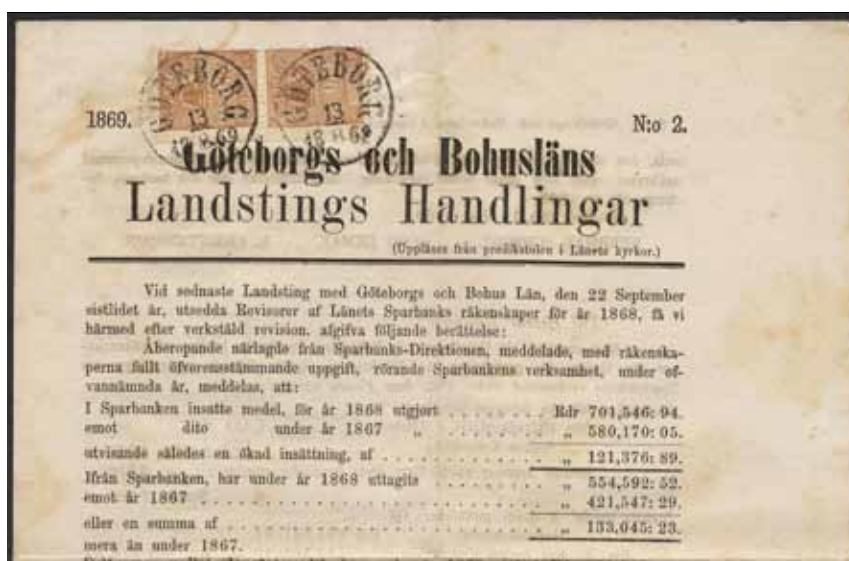 GÖTEBORG
13
1869
GÖTEBORG
13
1869.
N:o 2.
Göteborgs och Bohusläns
Landstings Handlingar
(Uppläses från predikstolen i Länets kyrkor.)
Vid sednaste Landsting med Göteborgs och Bohus Län, den 22 September
sistlidet år, utsedda Revisorer af Länets Sparbanks räkenskaper för år 1868, få vi
härmed efter verkställd revision, afgifva följande berättelse:
Åberopande närlagde från Sparbanks-Direktionen, meddelade, med räkenska-
perna fullt öfverensstämmande uppgift, rörande Sparbankens verksamhet, under of-
vannämnda år, meddelas, att:
I Sparbanken insatte medel, för år 1868 utgjort . . . . . . . . Rdr 701,546: 94.
emot dito under år 1867 „ . . . . . . . . „ 580,170: 05.
utvisande således en ökad insättning, af . . . . . . . . „ 121,376: 89.
Ifrån Sparbanken, har under år 1868 uttagits . . . . . . . . „ 554,592: 52.
emot år 1867 . . . . . . . . „ 421,547: 29.
eller en summa af . . . . . . . . „ 133,045: 23.
mera än under 1867.